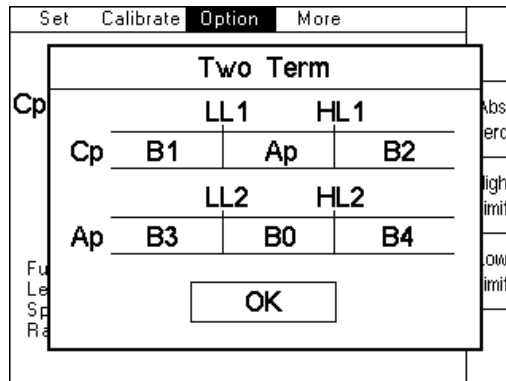 Set Calibrate Option More
Two Term
Cp
LL1 HL1
Cp B1 Ap B2
LL2 HL2
Ap B3 B0 B4
OK